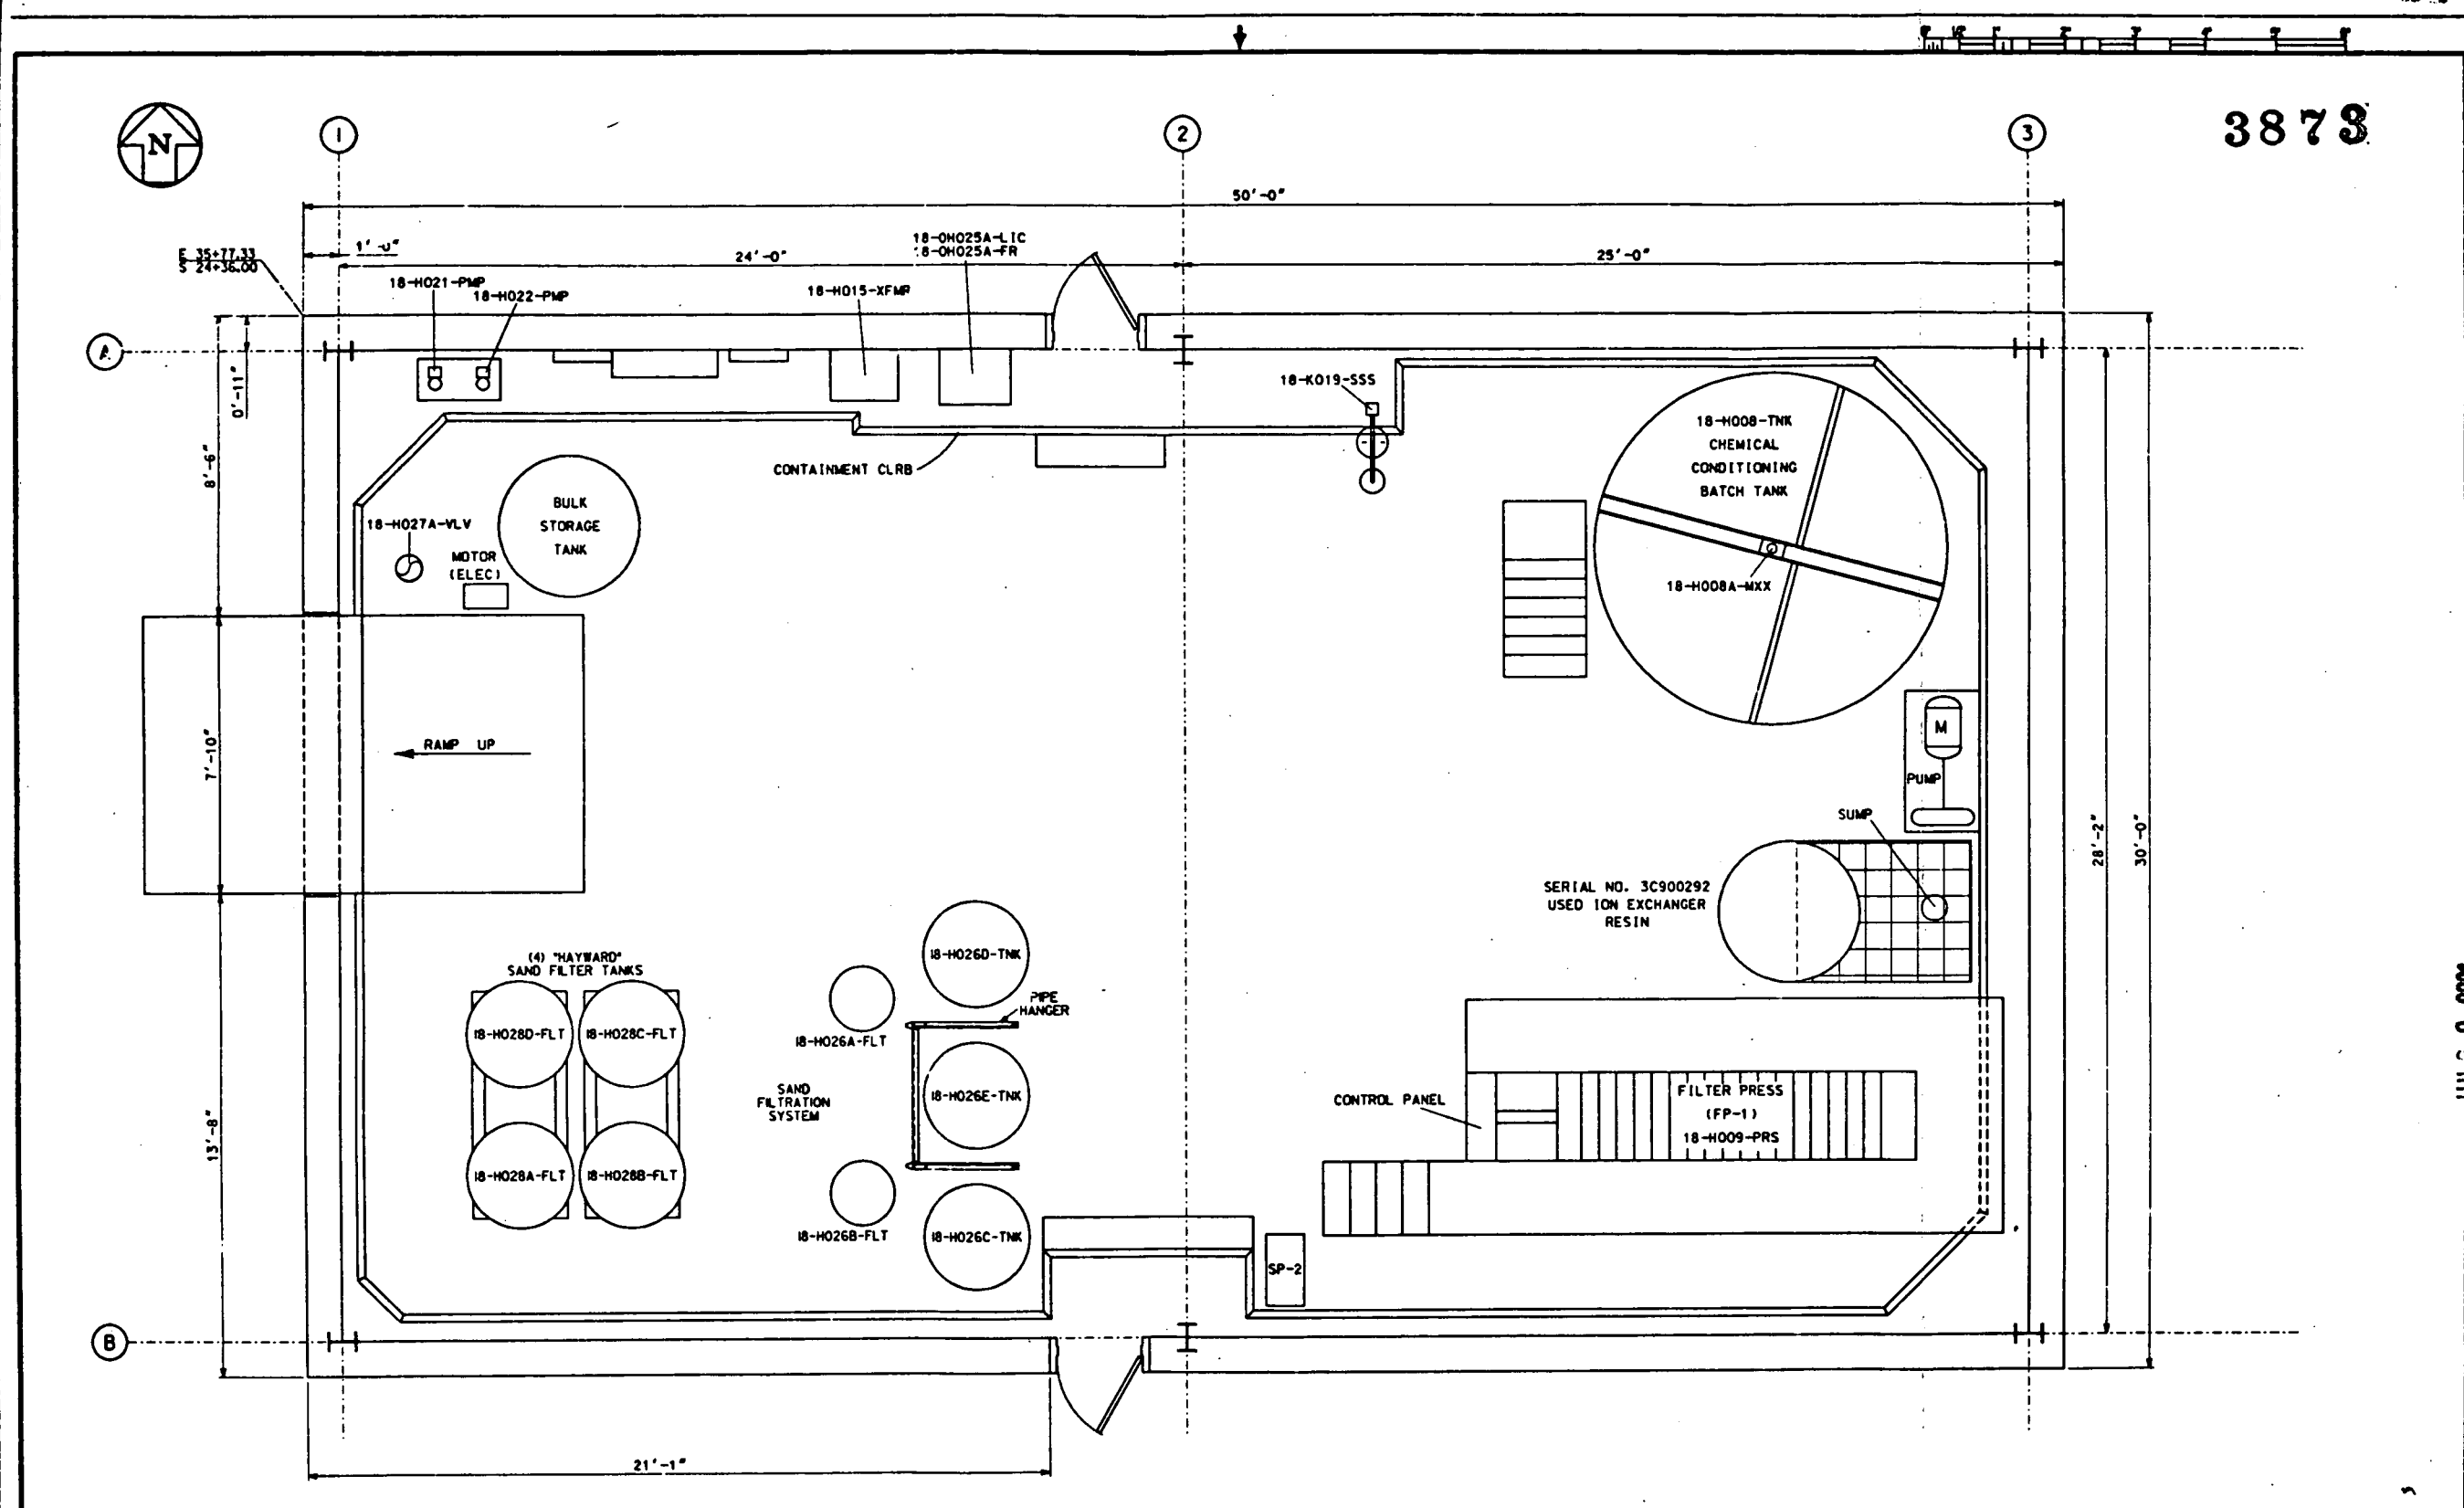 3873
N
1
2
3
50'-0"
1'-0"
24'-0"
25'-0"
E 35+77.33
S 24+36.00
18-0H025A-LIC
18-0H025A-FR
18-H021-PMP
18-H022-PMP
18-H015-XFMR
A
0'-11"
8'-6"
18-K019-SSS
CONTAINMENT CLRB
18-H008-TNK
CHEMICAL
CONDITIONING
BATCH TANK
18-H008A-MXX
BULK
STORAGE
TANK
18-H027A-VLV
MOTOR
(ELEC)
7'-10"
RAMP UP
M
PUMP
SUMP
28'-2"
30'-0"
SERIAL NO. 3C900292
USED ION EXCHANGER
RESIN
(4) "HAYWARD"
SAND FILTER TANKS
18-H028D-FLT
18-H028C-FLT
18-H028A-FLT
18-H028B-FLT
18-H026D-TNK
PIPE
HANGER
18-H026A-FLT
18-H026E-TNK
SAND
FILTRATION
SYSTEM
18-H026B-FLT
18-H026C-TNK
CONTROL PANEL
FILTER PRESS
(FP-1)
18-H009-PRS
SP-2
13'-8"
B
21'-1"